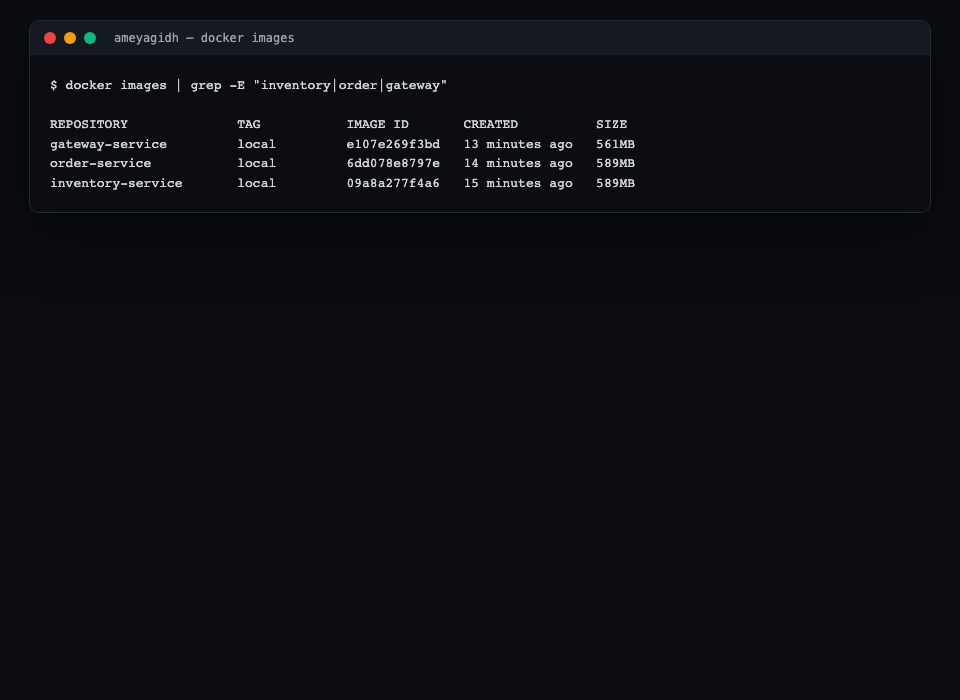 ameyagidh — docker images
$ docker images | grep -E "inventory|order|gateway"
REPOSITORY TAG IMAGE ID CREATED SIZE
gateway-service local e107e269f3bd 13 minutes ago 561MB
order-service local 6dd078e8797e 14 minutes ago 589MB
inventory-service local 09a8a277f4a6 15 minutes ago 589MB